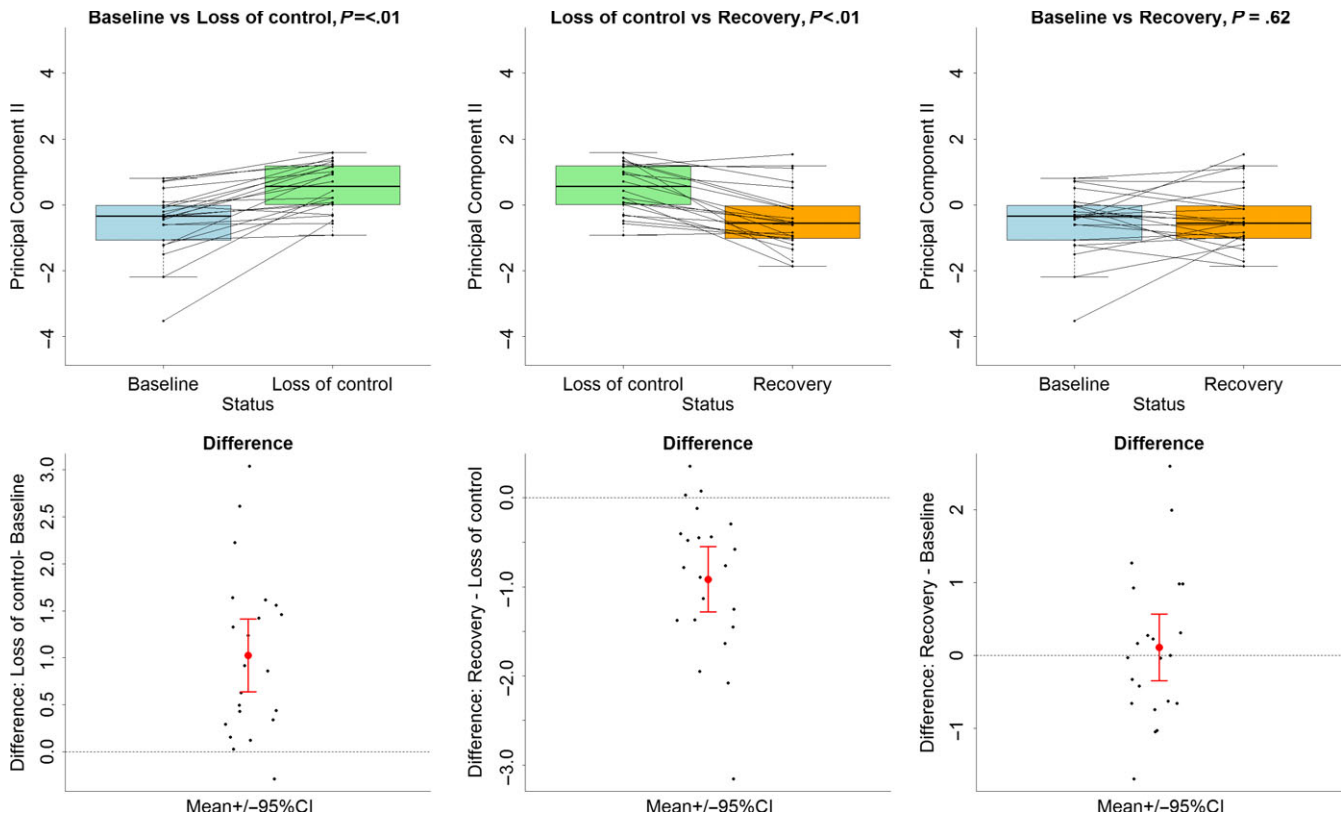 Baseline vs Loss of control, P=<.01
Principal Component II
4
2
0
−2
−4
Baseline
Loss of control
Status
Loss of control vs Recovery, P<.01
Principal Component II
4
2
0
−2
−4
Loss of control
Recovery
Status
Baseline vs Recovery, P = .62
Principal Component II
4
2
0
−2
−4
Baseline
Recovery
Status
Difference
Difference: Loss of control- Baseline
3.0
2.5
2.0
1.5
1.0
0.5
0.0
Mean+/−95%CI
Difference
Difference: Recovery - Loss of control
0.0
−1.0
−2.0
−3.0
Mean+/−95%CI
Difference
Difference: Recovery - Baseline
2
1
0
−1
Mean+/−95%CI